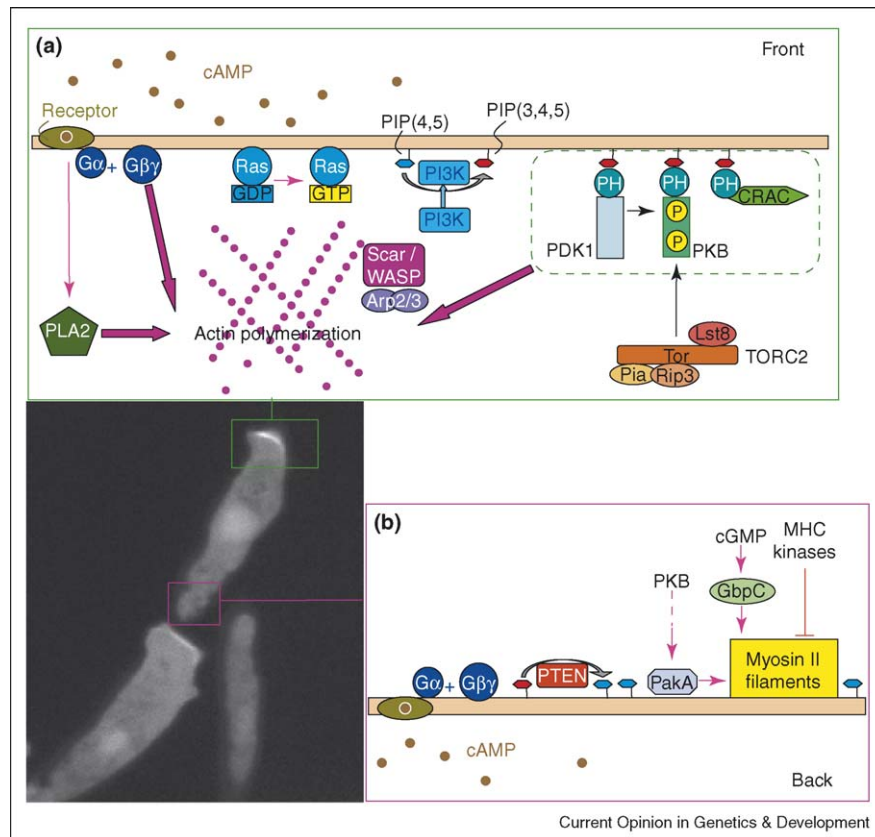 (a)
Front
cAMP
Receptor
PIP(4,5)
PIP(3,4,5)
Gα + Gβγ
Ras
Ras
GDP
GTP
PI3K
PI3K
PH
PH
PH
CRAC
P
P
PDK1
PKB
Scar /
WASP
Arp2/3
PLA2
Actin polymerization
Lst8
Tor
TORC2
Pia
Rip3
(b)
cGMP
MHC
kinases
PKB
GbpC
Gα + Gβγ
PTEN
PakA
Myosin II
filaments
cAMP
Back
Current Opinion in Genetics & Development